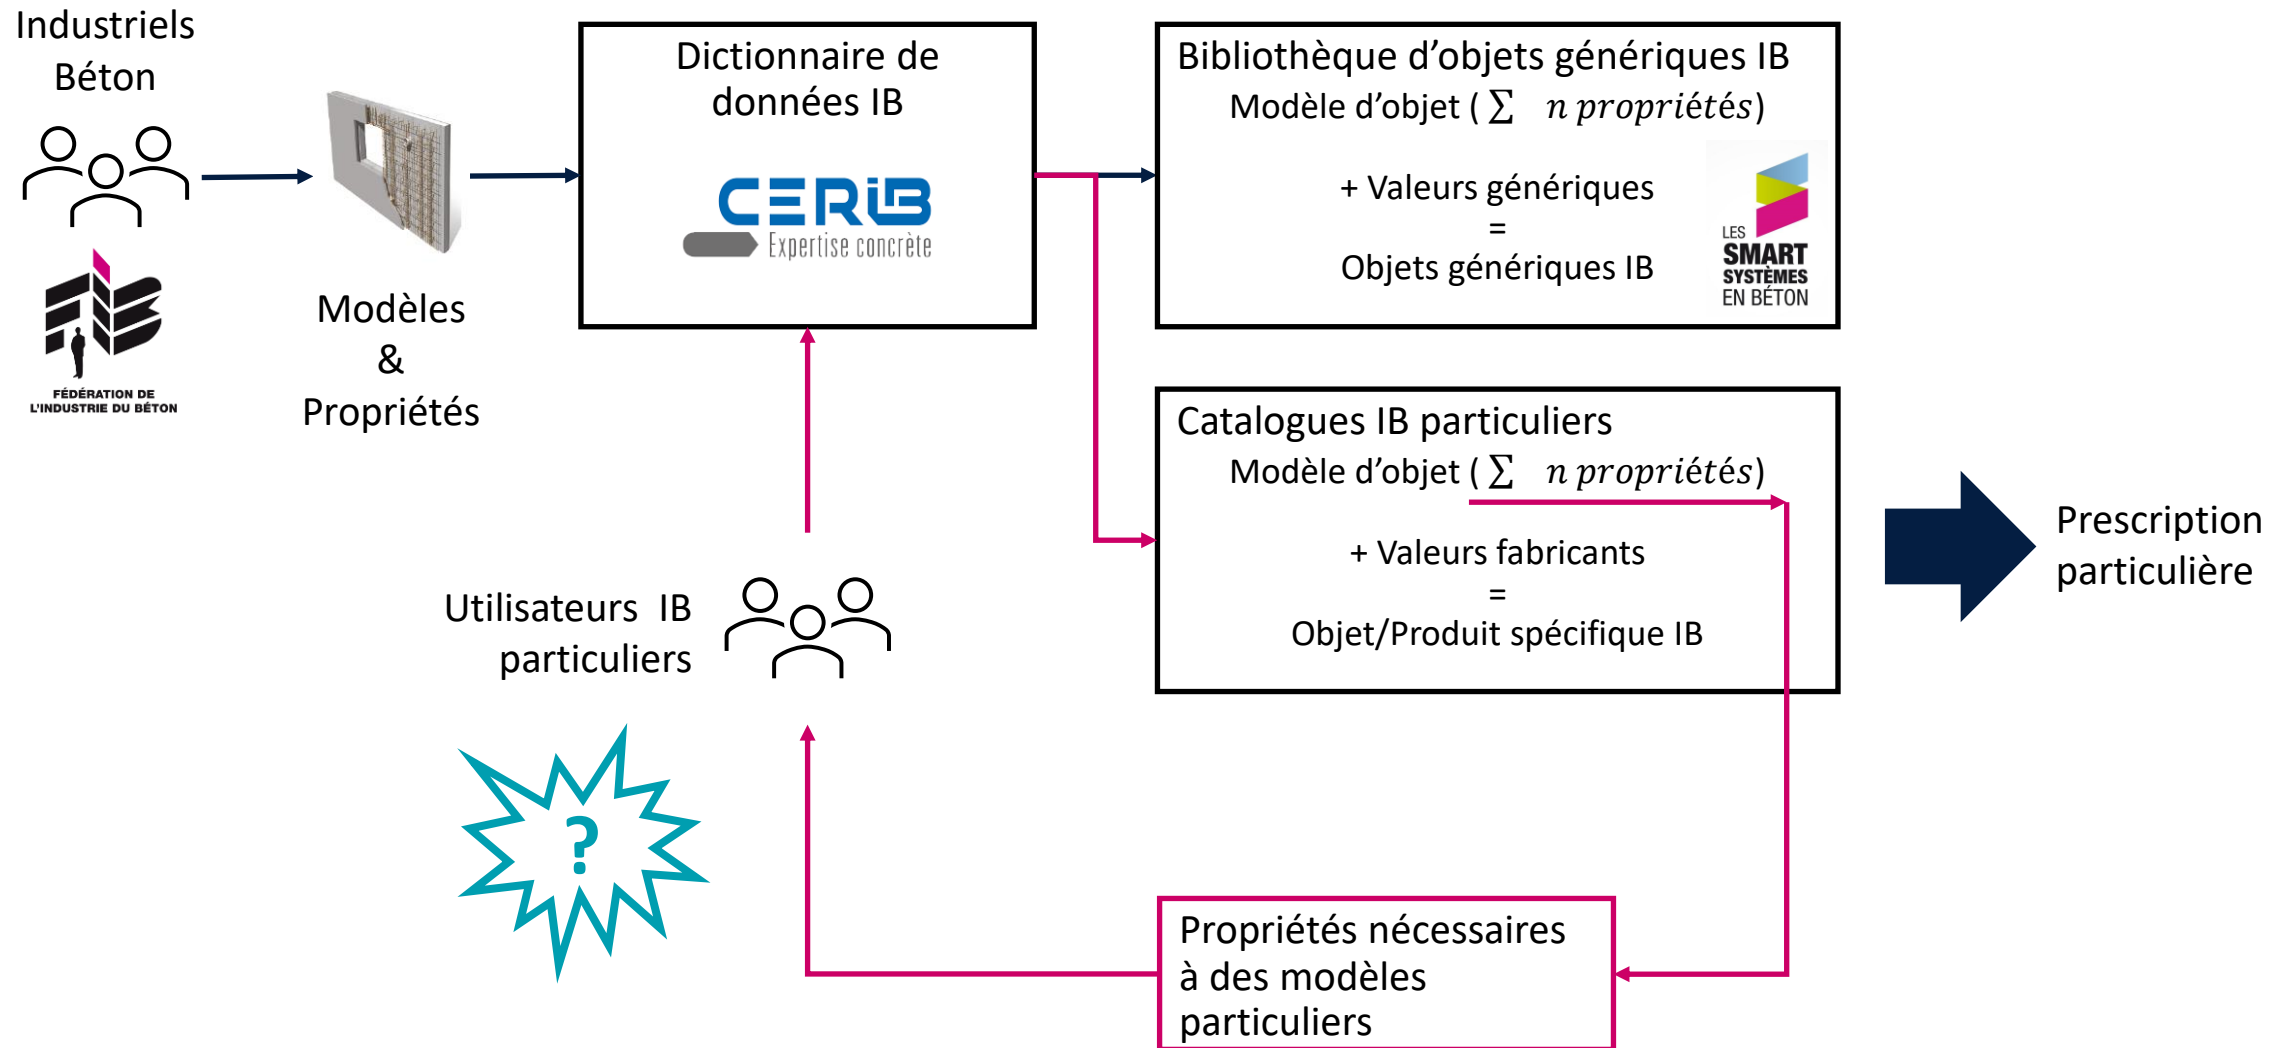 Industriels
Béton
FIB
FÉDÉRATION DE
L'INDUSTRIE DU BÉTON
Modèles
&
Propriétés
Dictionnaire de
données IB
CERIB
Expertise concrète
Bibliothèque d’objets génériques IB
Modèle d’objet ( ∑ n propriétés)
+ Valeurs génériques
=
Objets génériques IB
LES
SMART
SYSTÈMES
EN BÉTON
Catalogues IB particuliers
Modèle d’objet ( ∑ n propriétés)
+ Valeurs fabricants
=
Objet/Produit spécifique IB
Prescription
particulière
Utilisateurs IB
particuliers
?
Propriétés nécessaires
à des modèles
particuliers